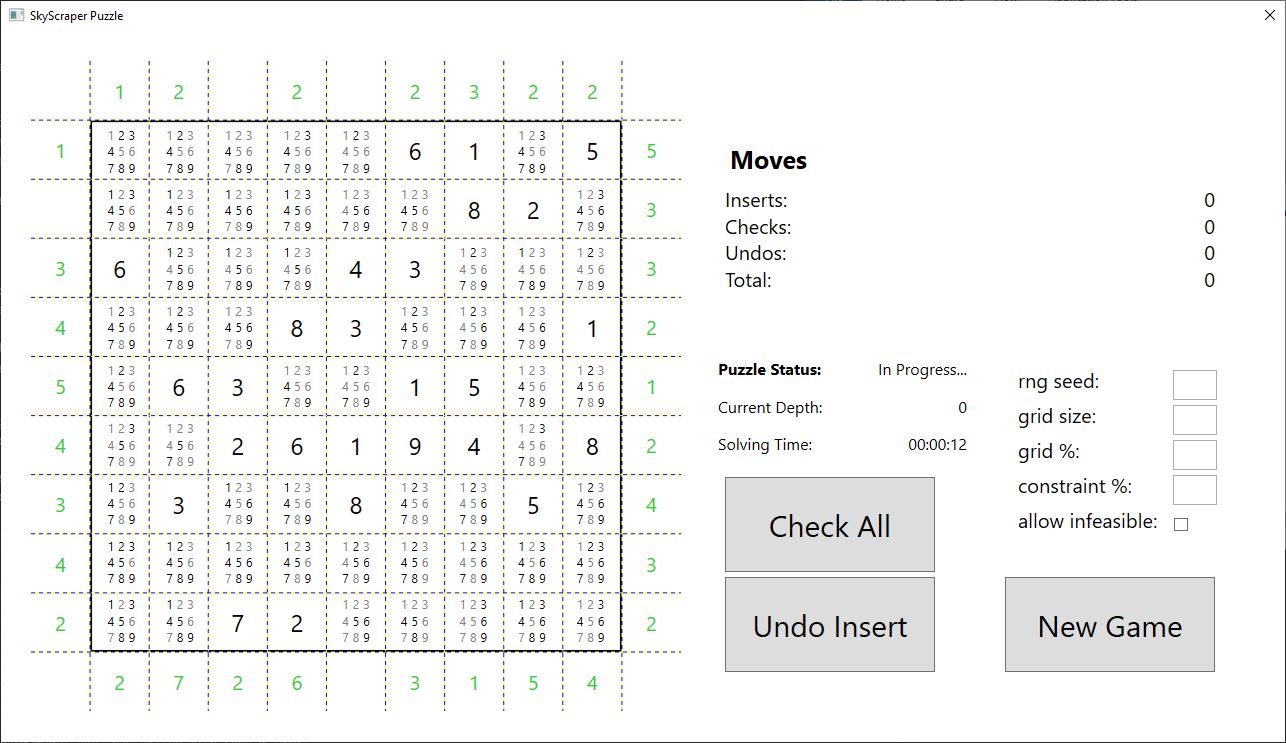 SkyScraper Puzzle
1 2 2 2 3 2 2
1 123 456 789 123 456 789 123 456 789 123 456 789 123 456 789 6 1 123 456 789 5 5
123 456 789 123 456 789 123 456 789 123 456 789 123 456 789 123 456 789 8 2 123 456 789 3
3 6 123 456 789 123 456 789 123 456 789 4 3 123 456 789 123 456 789 123 456 789 3
4 123 456 789 123 456 789 123 456 789 8 3 123 456 789 123 456 789 123 456 789 1 2
5 123 456 789 6 3 123 456 789 123 456 789 1 5 123 456 789 123 456 789 1
4 123 456 789 123 456 789 2 6 1 9 4 123 456 789 8 2
3 123 456 789 3 123 456 789 123 456 789 8 123 456 789 123 456 789 5 123 456 789 4
4 123 456 789 123 456 789 123 456 789 123 456 789 123 456 789 123 456 789 123 456 789 123 456 789 123 456 789 3
2 123 456 789 123 456 789 7 2 123 456 789 123 456 789 123 456 789 123 456 789 123 456 789 2
2 7 2 6 3 1 5 4
Moves
Inserts: 0
Checks: 0
Undos: 0
Total: 0
Puzzle Status: In Progress...
Current Depth: 0
Solving Time: 00:00:12
rng seed:
grid size:
grid %:
constraint %:
allow infeasible:
Check All
Undo Insert
New Game